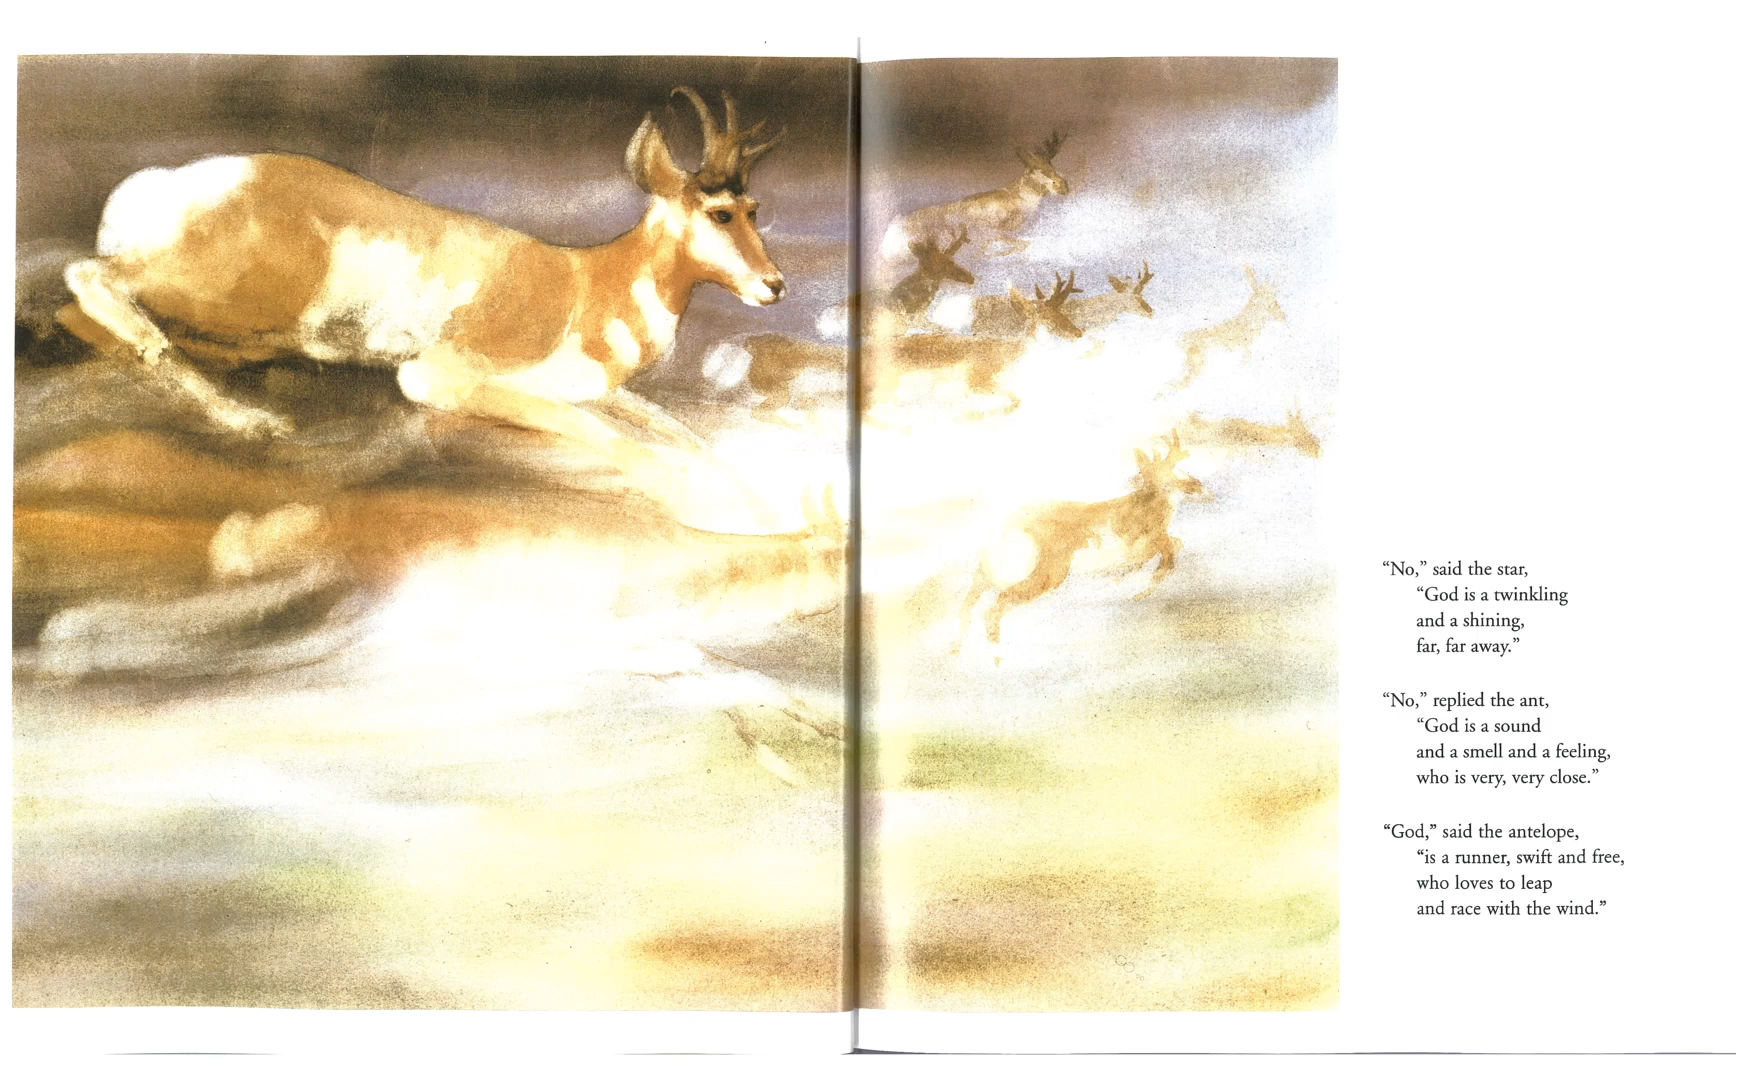 “No,” said the star,
“God is a twinkling
and a shining,
far, far away.”
“No,” replied the ant,
“God is a sound
and a smell and a feeling,
who is very, very close.”
“God,” said the antelope,
“is a runner, swift and free,
who loves to leap
and race with the wind.”